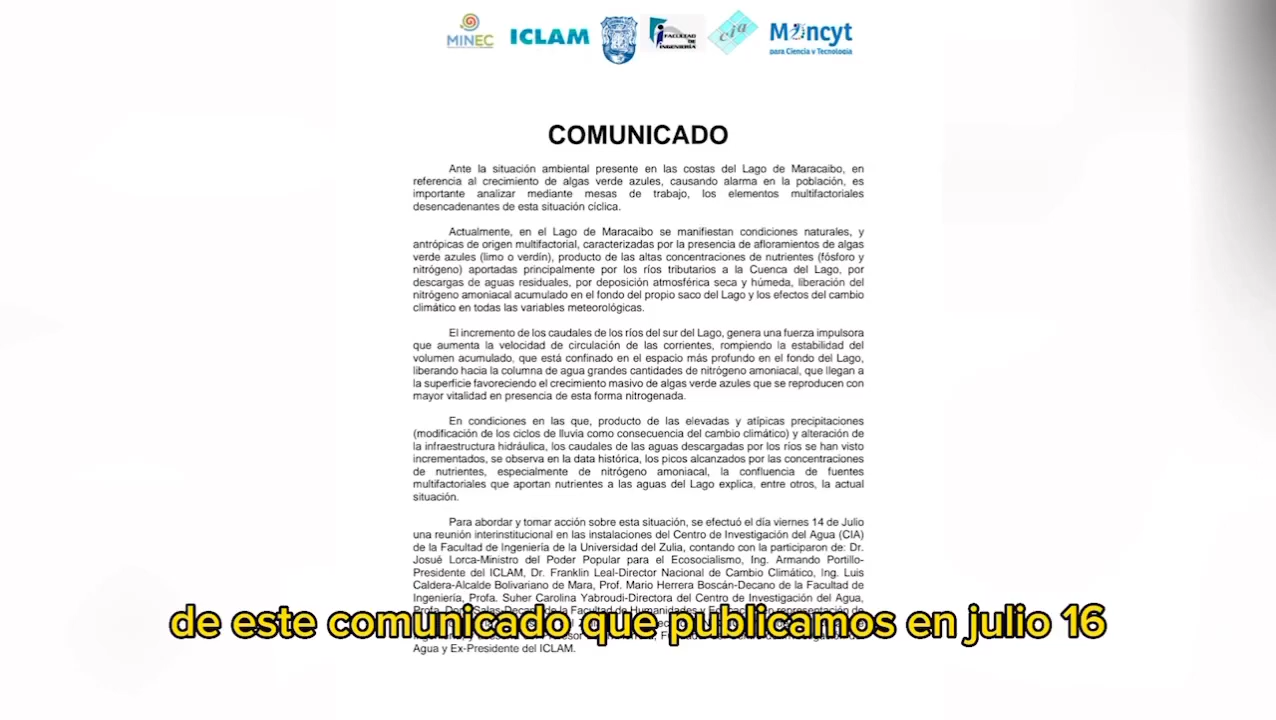 MINEC
ICLAM
FACULTAD
DE
INGENIERÍA
cia
Mincyt
para Ciencia y Tecnología
COMUNICADO
Ante la situación ambiental presente en las costas del Lago de Maracaibo, en
referencia al crecimiento de algas verde azules, causando alarma en la población, es
importante analizar mediante mesas de trabajo, los elementos multifactoriales
desencadenantes de esta situación cíclica.
Actualmente, en el Lago de Maracaibo se manifiestan condiciones naturales, y
antrópicas de origen multifactorial, caracterizadas por la presencia de afloramientos de algas
verde azules (limo o verdín), producto de las altas concentraciones de nutrientes (fósforo y
nitrógeno) aportadas principalmente por los ríos tributarios a la Cuenca del Lago, por
descargas de aguas residuales, por deposición atmosférica seca y húmeda, liberación del
nitrógeno amoniacal acumulado en el fondo del propio saco del Lago y los efectos del cambio
climático en todas las variables meteorológicas.
El incremento de los caudales de los ríos del sur del Lago, genera una fuerza impulsora
que aumenta la velocidad de circulación de las corrientes, rompiendo la estabilidad del
volumen acumulado, que está confinado en el espacio más profundo en el fondo del Lago,
liberando hacia la columna de agua grandes cantidades de nitrógeno amoniacal, que llegan a
la superficie favoreciendo el crecimiento masivo de algas verde azules que se reproducen con
mayor vitalidad en presencia de esta forma nitrogenada.
En condiciones en las que, producto de las elevadas y atípicas precipitaciones
(modificación de los ciclos de lluvia como consecuencia del cambio climático) y alteración de
la infraestructura hidráulica, los caudales de las aguas descargadas por los ríos se han visto
incrementados, se observa en la data histórica, los picos alcanzados por las concentraciones
de nutrientes, especialmente de nitrógeno amoniacal, la confluencia de fuentes
multifactoriales que aportan nutrientes a las aguas del Lago explica, entre otros, la actual
situación.
Para abordar y tomar acción sobre esta situación, se efectuó el día viernes 14 de Julio
una reunión interinstitucional en las instalaciones del Centro de Investigación del Agua (CIA)
de la Facultad de Ingeniería de la Universidad del Zulia, contando con la participaron de: Dr.
Josué Lorca-Ministro del Poder Popular para el Ecosocialismo, Ing. Armando Portillo-
Presidente del ICLAM, Dr. Franklin Leal-Director Nacional de Cambio Climático, Ing. Luis
Caldera-Alcalde Bolivariano de Mara, Prof. Mario Herrera Boscán-Decano de la Facultad de
Ingeniería, Profa. Suher Carolina Yabroudi-Directora del Centro de Investigación del Agua,
de la Facultad de Humanidades y
de este comunicado que publicamos en julio 16
Agua y Ex-Presidente del ICLAM.